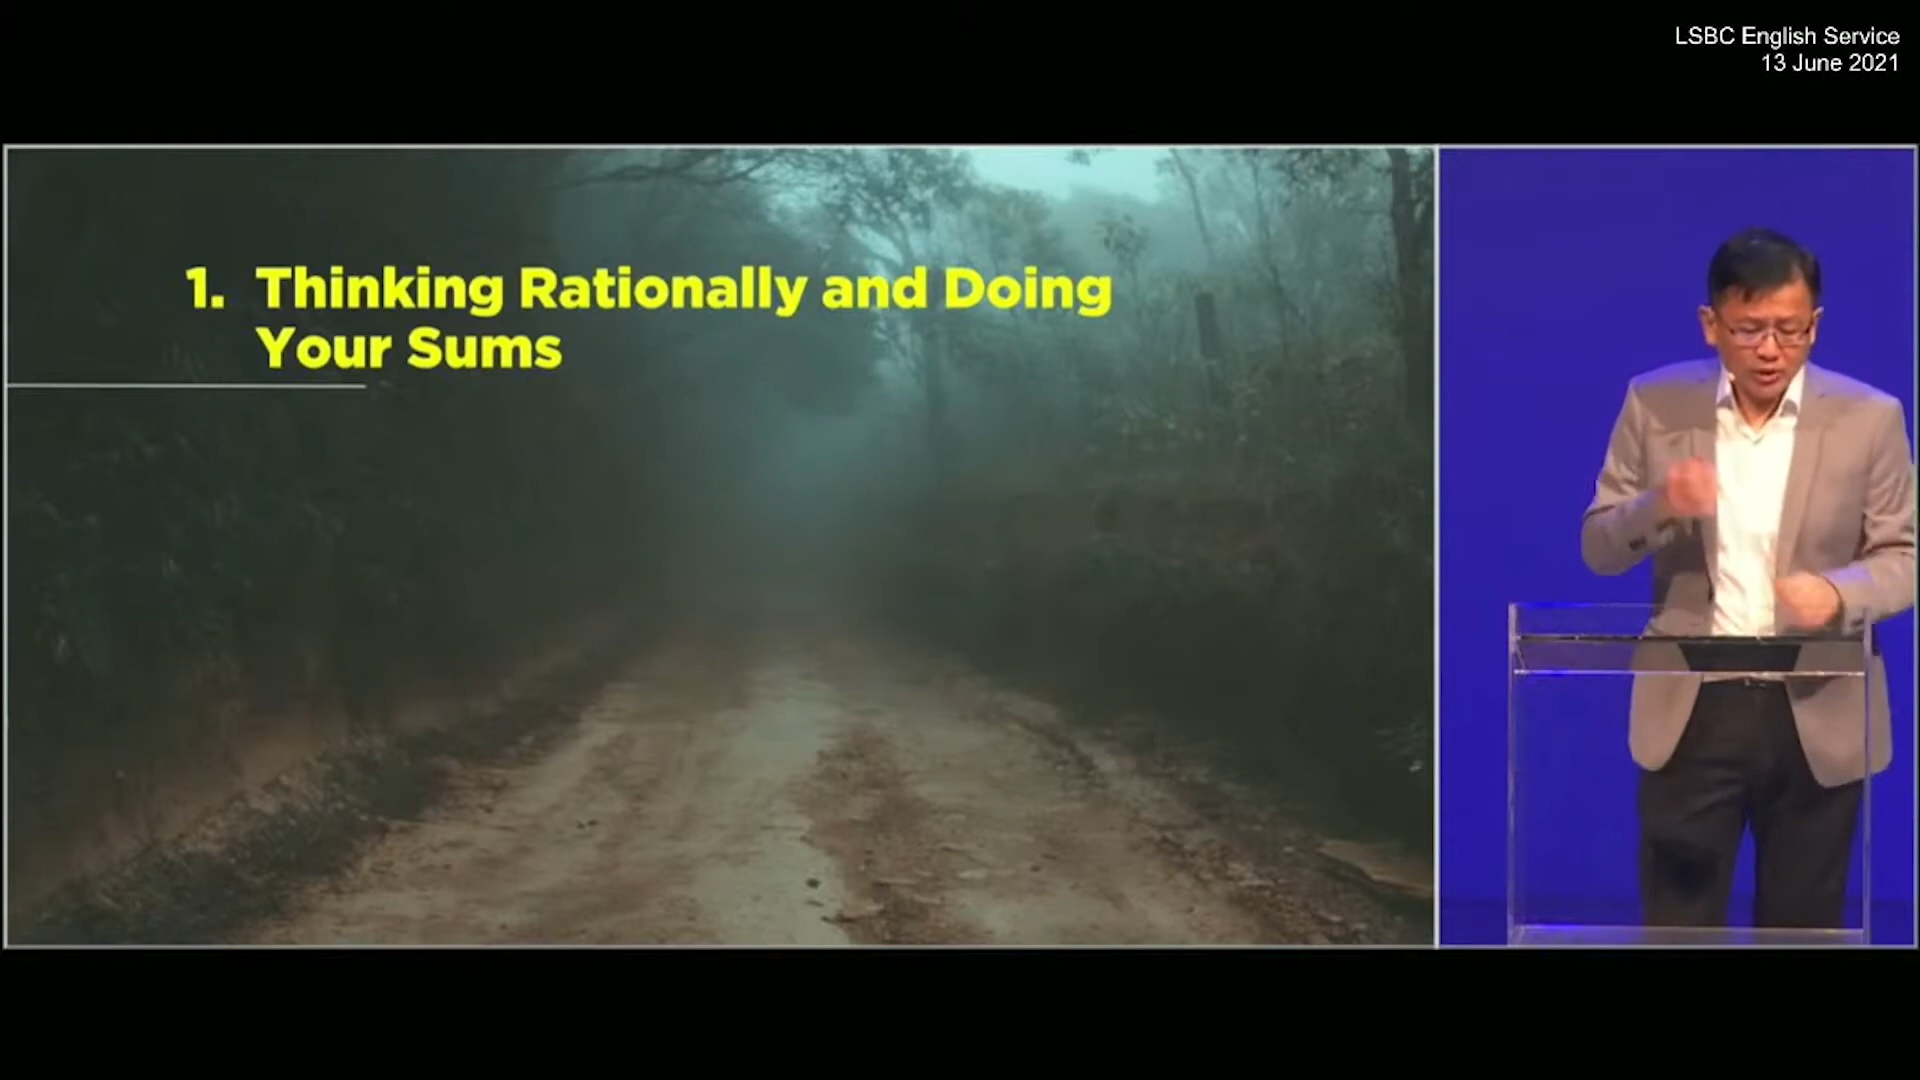 LSBC English Service
13 June 2021
1. Thinking Rationally and Doing
Your Sums